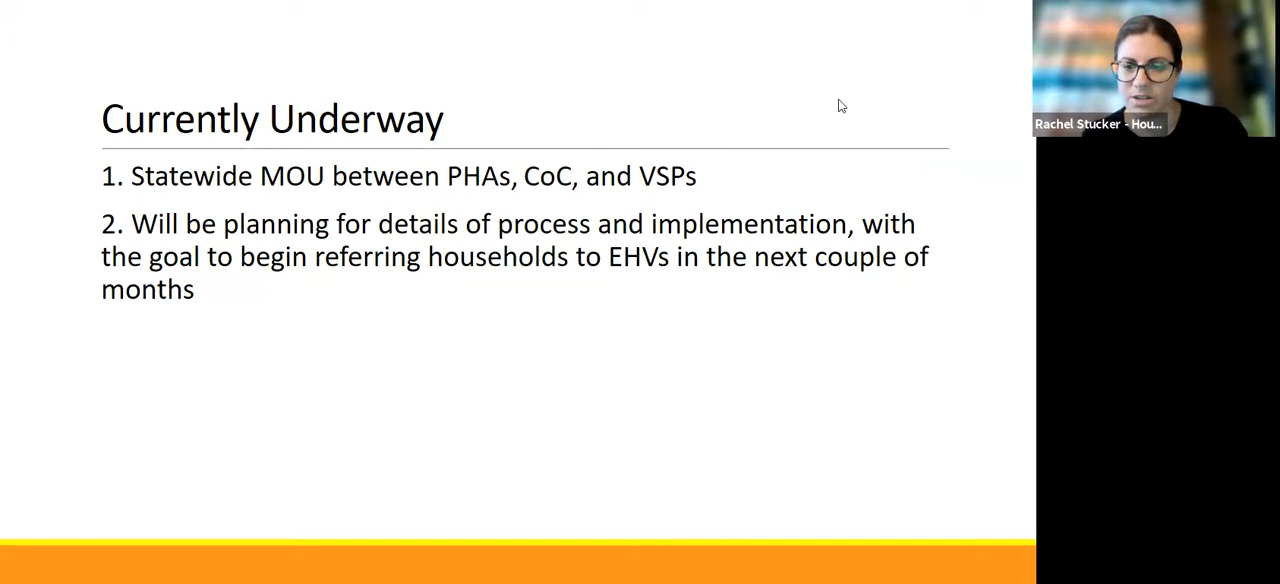 Currently Underway
1. Statewide MOU between PHAs, CoC, and VSPs
2. Will be planning for details of process and implementation, with
the goal to begin referring households to EHVs in the next couple of
months
Rachel Stucker - Hou...